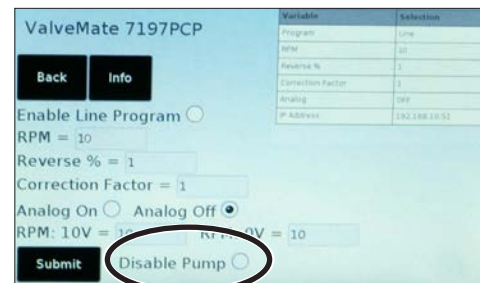 ValveMate 7197PCP
Back Info
Enable Line Program
RPM = 10
Reverse % = 1
Correction Factor = 1
Analog On Analog Off
RPM: 10V = 10 RPM: 0V = 10
Submit Disable Pump
Variable Selection
Program Line
RPM 10
Reverse % 1
Correction Factor 1
Analog OFF
IP Address 192.168.10.51